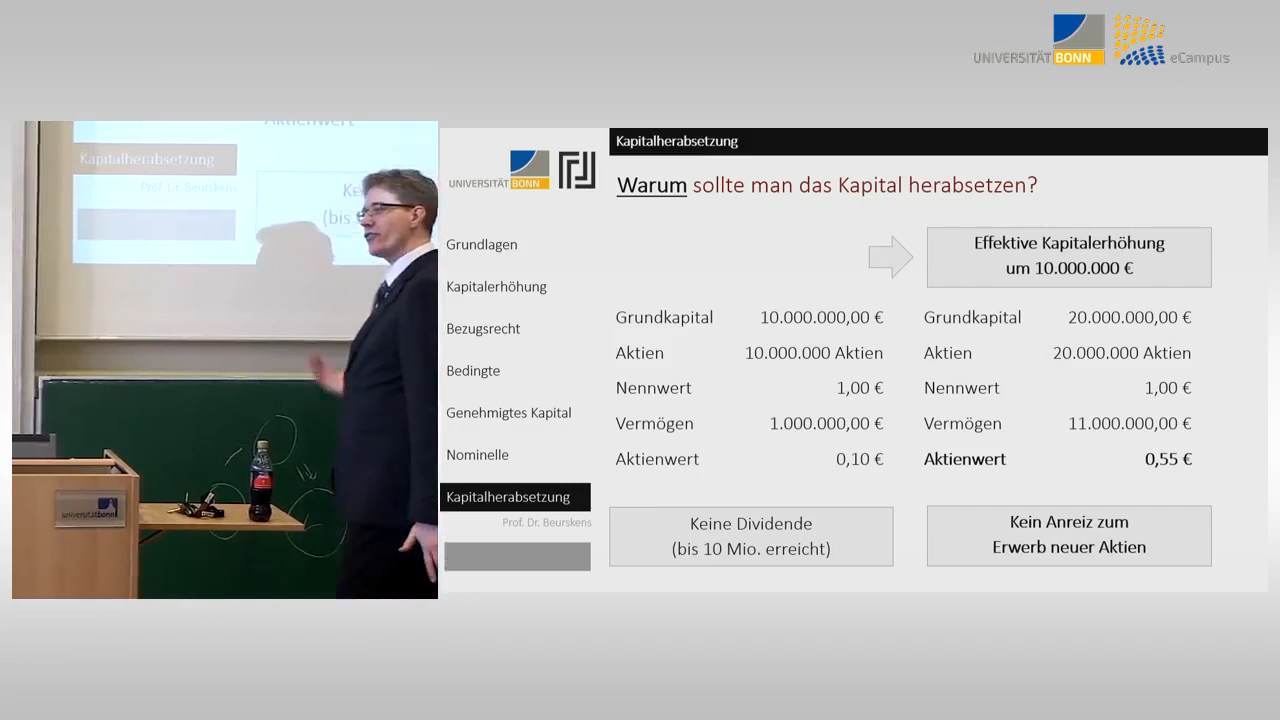 UNIVERSITÄT BONN
eCampus
Aktienwert
Kapitalherabsetzung
Prof. Dr. Beurskens
(bis
universitätbonn
UNIVERSITÄT BONN
Grundlagen
Kapitalerhöhung
Bezugsrecht
Bedingte
Genehmigtes Kapital
Nominelle
Kapitalherabsetzung
Prof. Dr. Beurskens
Kapitalherabsetzung
Warum sollte man das Kapital herabsetzen?
Effektive Kapitalerhöhung
um 10.000.000 €
Grundkapital 10.000.000,00 €
Aktien 10.000.000 Aktien
Nennwert 1,00 €
Vermögen 1.000.000,00 €
Aktienwert 0,10 €
Grundkapital 20.000.000,00 €
Aktien 20.000.000 Aktien
Nennwert 1,00 €
Vermögen 11.000.000,00 €
Aktienwert 0,55 €
Keine Dividende
(bis 10 Mio. erreicht)
Kein Anreiz zum
Erwerb neuer Aktien